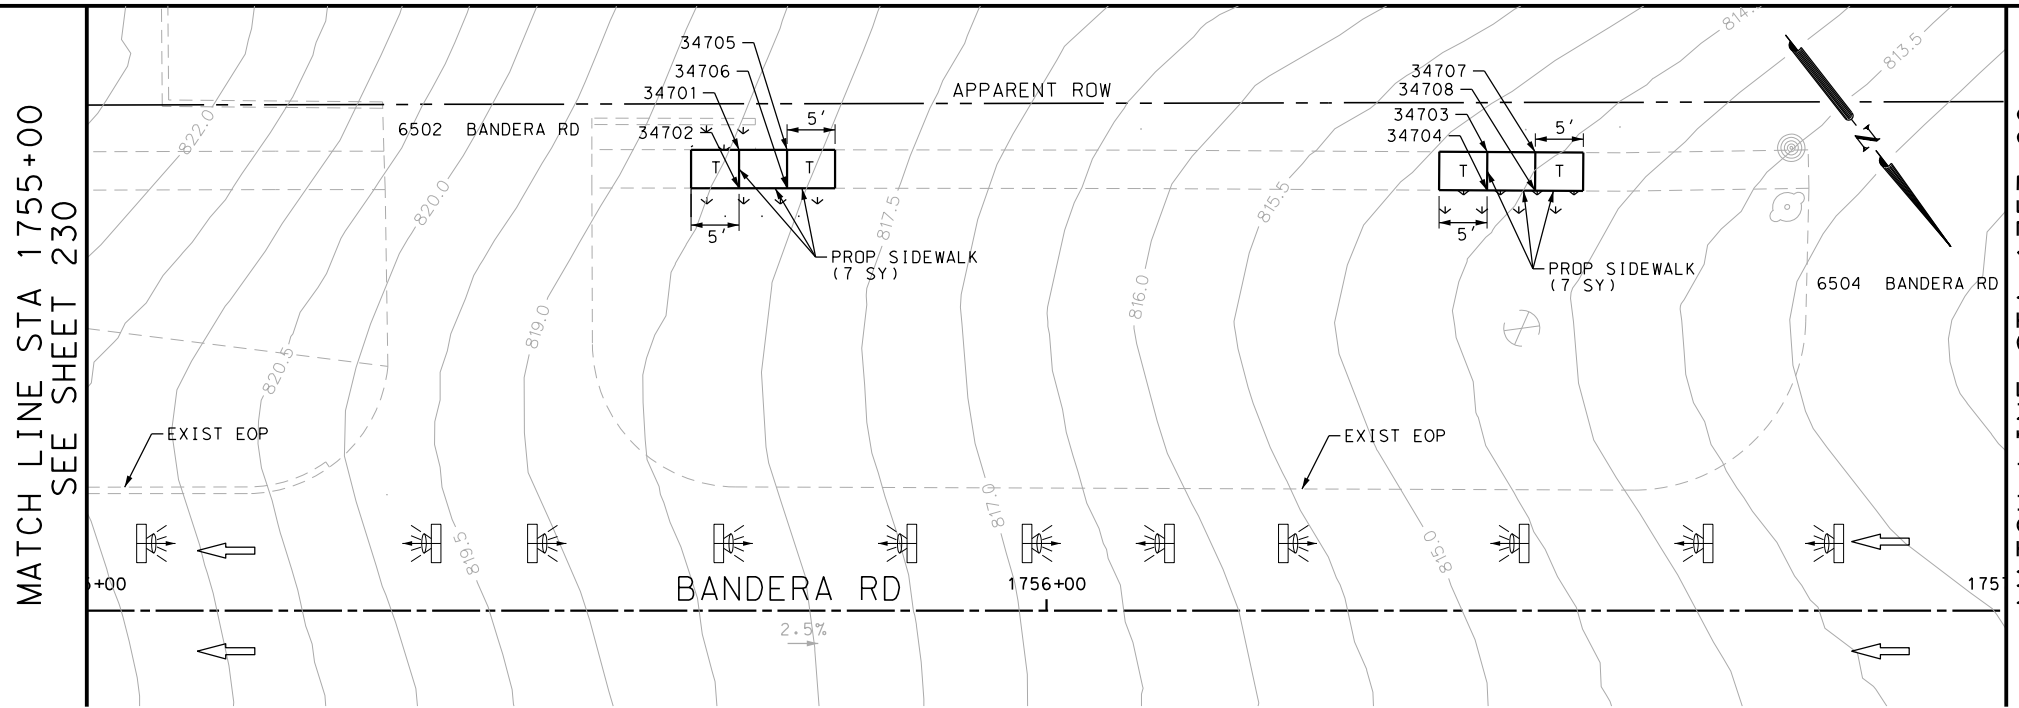 MATCH LINE STA 1755+00
SEE SHEET 230
814.
813.5
34705
34706
34701
34702
5'
APPARENT ROW
34707
34708
34703
34704
5'
N
822.0
6502 BANDERA RD
T
T
T
T
820.0
817.5
815.5
5'
5'
PROP SIDEWALK
(7 SY)
PROP SIDEWALK
(7 SY)
6504 BANDERA RD
819.0
816.0
820.5
EXIST EOP
EXIST EOP
819.5
817.0
815.0
+00
BANDERA RD
1756+00
1757
2.5%